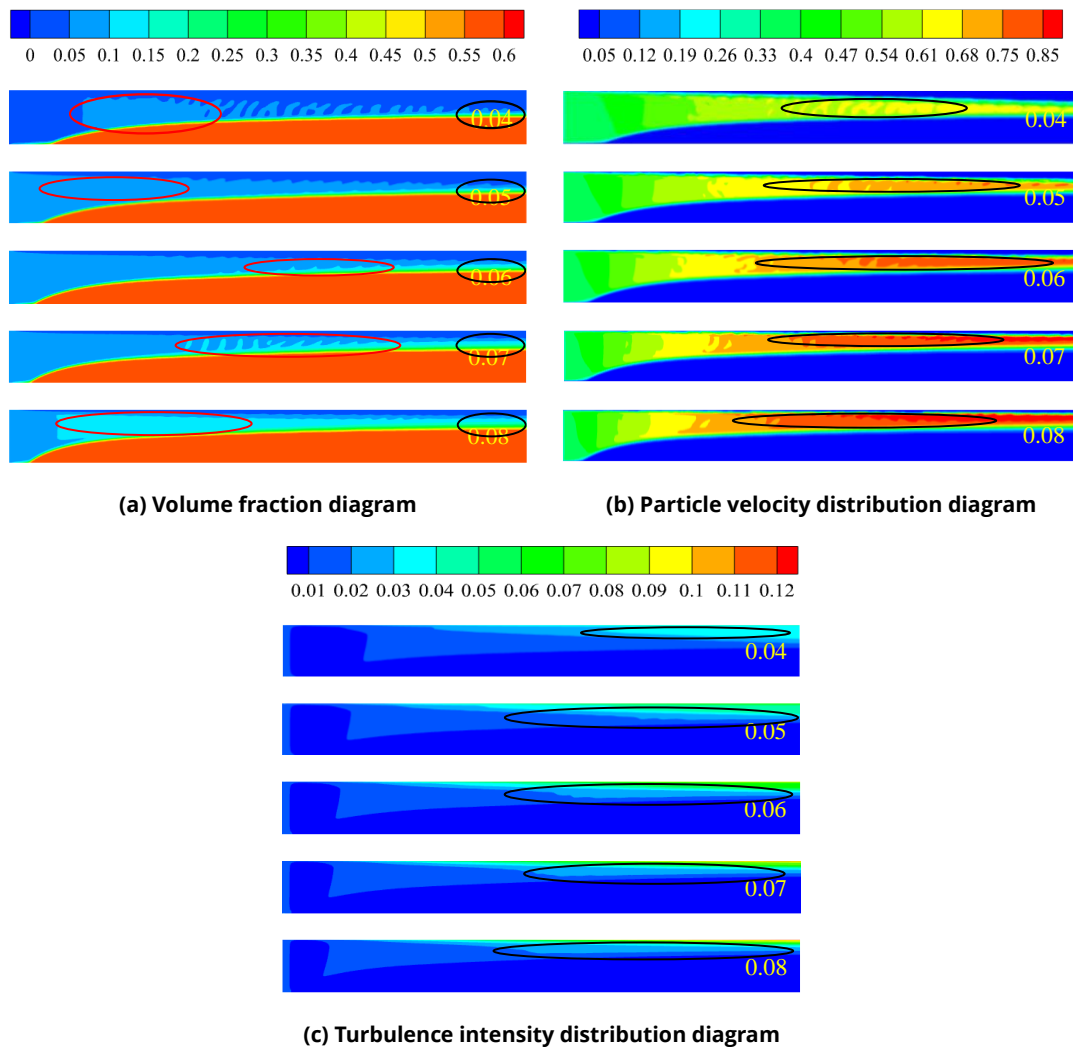 0 0.05 0.1 0.15 0.2 0.25 0.3 0.35 0.4 0.45 0.5 0.55 0.6
0.04
0.05
0.06
0.07
0.08
(a) Volume fraction diagram
0.05 0.12 0.19 0.26 0.33 0.4 0.47 0.54 0.61 0.68 0.75 0.85
0.04
0.05
0.06
0.07
0.08
(b) Particle velocity distribution diagram
0.01 0.02 0.03 0.04 0.05 0.06 0.07 0.08 0.09 0.1 0.11 0.12
0.04
0.05
0.06
0.07
0.08
(c) Turbulence intensity distribution diagram